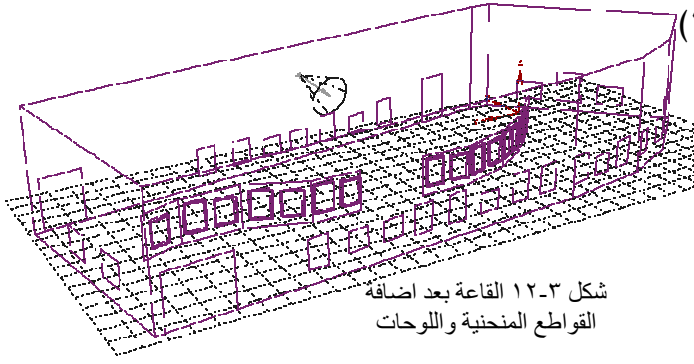 شكل ٣-١٢ القاعة بعد اضافة
القواطع المنحنية واللوحات